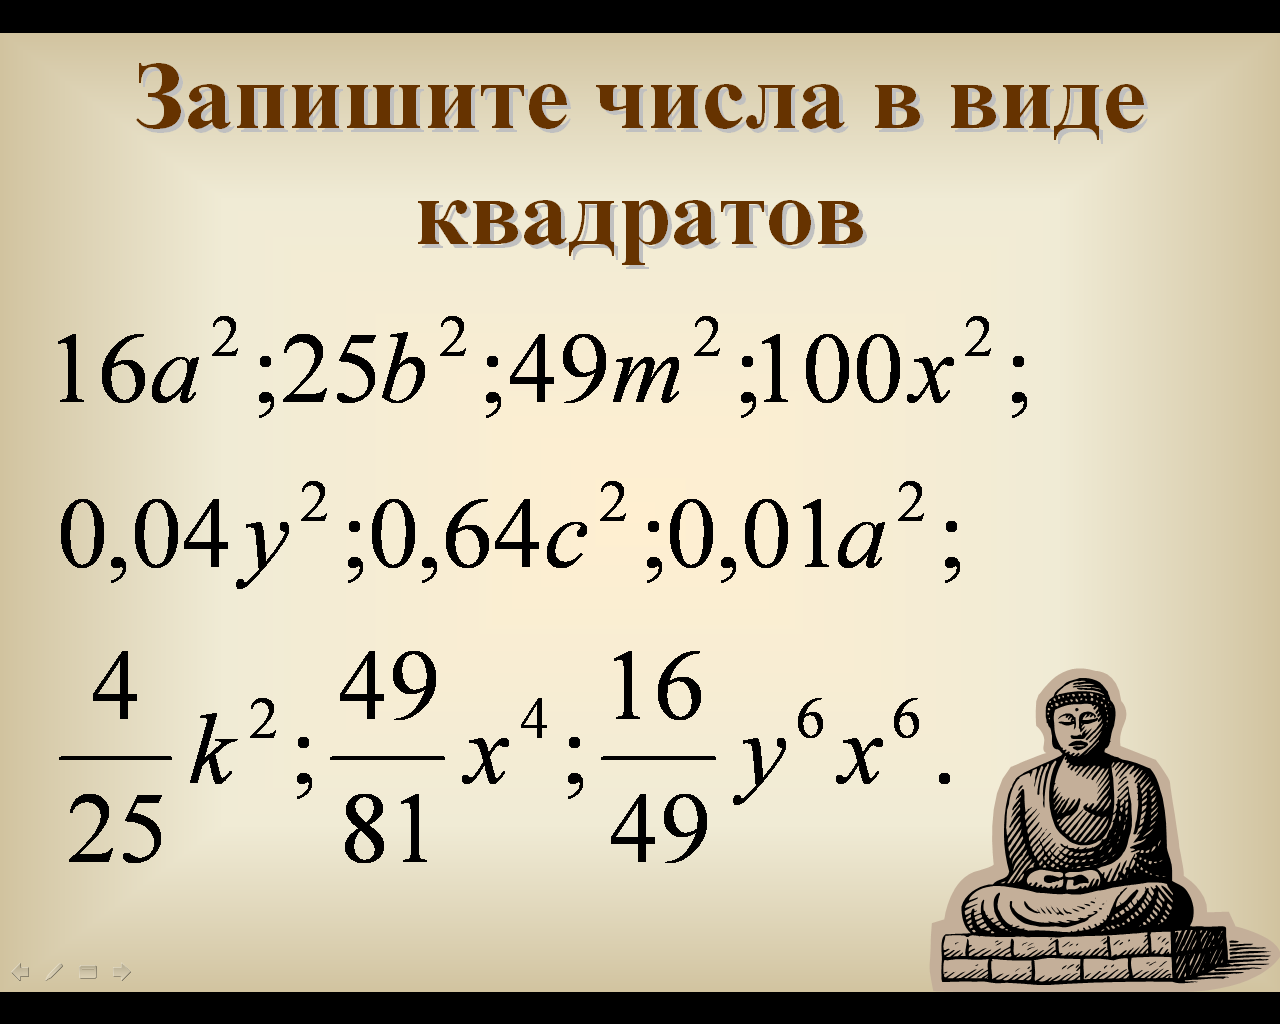 Запишите числа в виде
квадратов
16a²;25b²;49m²;100x²;
0,04y²;0,64c²;0,01a²;
4/25 k²; 49/81 x⁴; 16/49 y⁶x⁶.